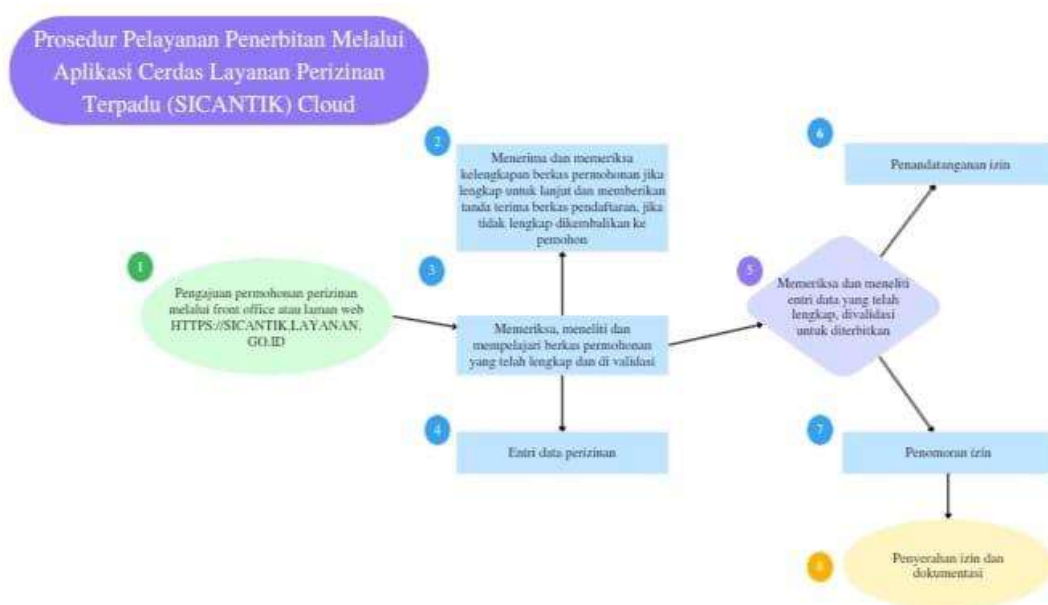 Prosedur Pelayanan Penerbitan Melalui
Aplikasi Cerdas Layanan Perizinan
Terpadu (SICANTIK) Cloud
1
Pengajuan permohonan perizinan
melalui front office atau laman web
HTTPS://SICANTIK.LAYANAN.
GO.ID
2
Menerima dan memeriksa
kelengkapan berkas permohonan jika
lengkap untuk lanjut dan memberikan
tanda terima berkas pendaftaran, jika
tidak lengkap dikembalikan ke
pemohon
3
Memeriksa, meneliti dan
mempelajari berkas permohonan
yang telah lengkap dan di validasi
4
Entri data perizinan
5
Memeriksa dan meneliti
entri data yang telah
lengkap, divalidasi
untuk diterbitkan
6
Penandatanganan izin
7
Penomoran izin
8
Penyerahan izin dan
dokumentasi